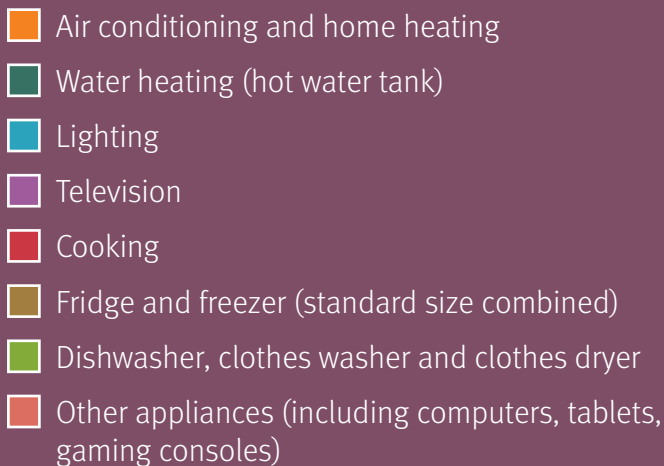 Air conditioning and home heating
Water heating (hot water tank)
Lighting
Television
Cooking
Fridge and freezer (standard size combined)
Dishwasher, clothes washer and clothes dryer
Other appliances (including computers, tablets,
gaming consoles)